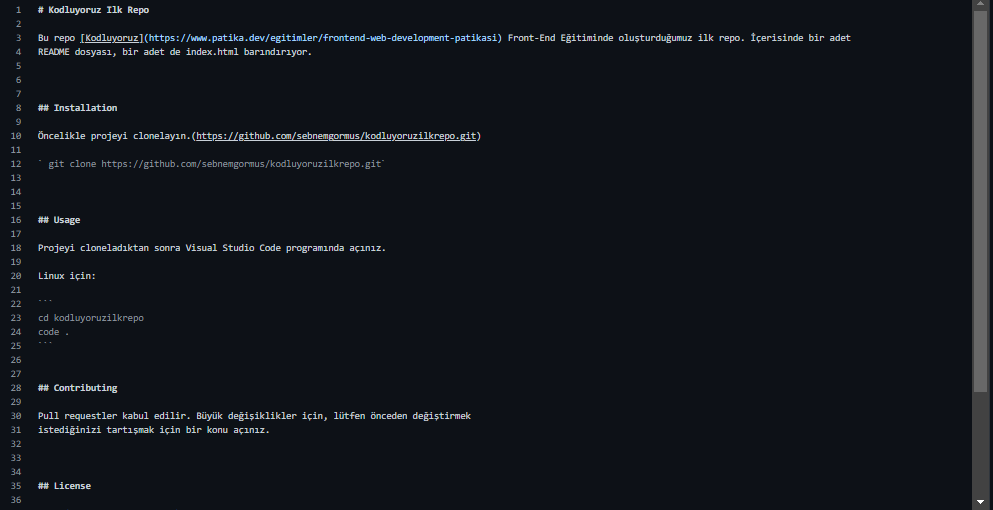 1 # Kodluyoruz Ilk Repo
2
3 Bu repo [Kodluyoruz](https://www.patika.dev/egitimler/frontend-web-development-patikasi) Front-End Eğitiminde oluşturduğumuz ilk repo. İçerisinde bir adet
4 README dosyası, bir adet de index.html barındırıyor.
5
6
7
8 ## Installation
9
10 Öncelikle projeyi clonelayın.(https://github.com/sebnemgormus/kodluyoruzilkrepo.git)
11
12 ` git clone https://github.com/sebnemgormus/kodluyoruzilkrepo.git´
13
14
15
16 ## Usage
17
18 Projeyi cloneladıktan sonra Visual Studio Code programında açınız.
19
20 Linux için:
21
22 ```
23 cd kodluyoruzilkrepo
24 code .
25 ```
26
27
28 ## Contributing
29
30 Pull requestler kabul edilir. Büyük değişiklikler için, lütfen önceden değiştirmek
31 istediğinizi tartışmak için bir konu açınız.
32
33
34
35 ## License
36